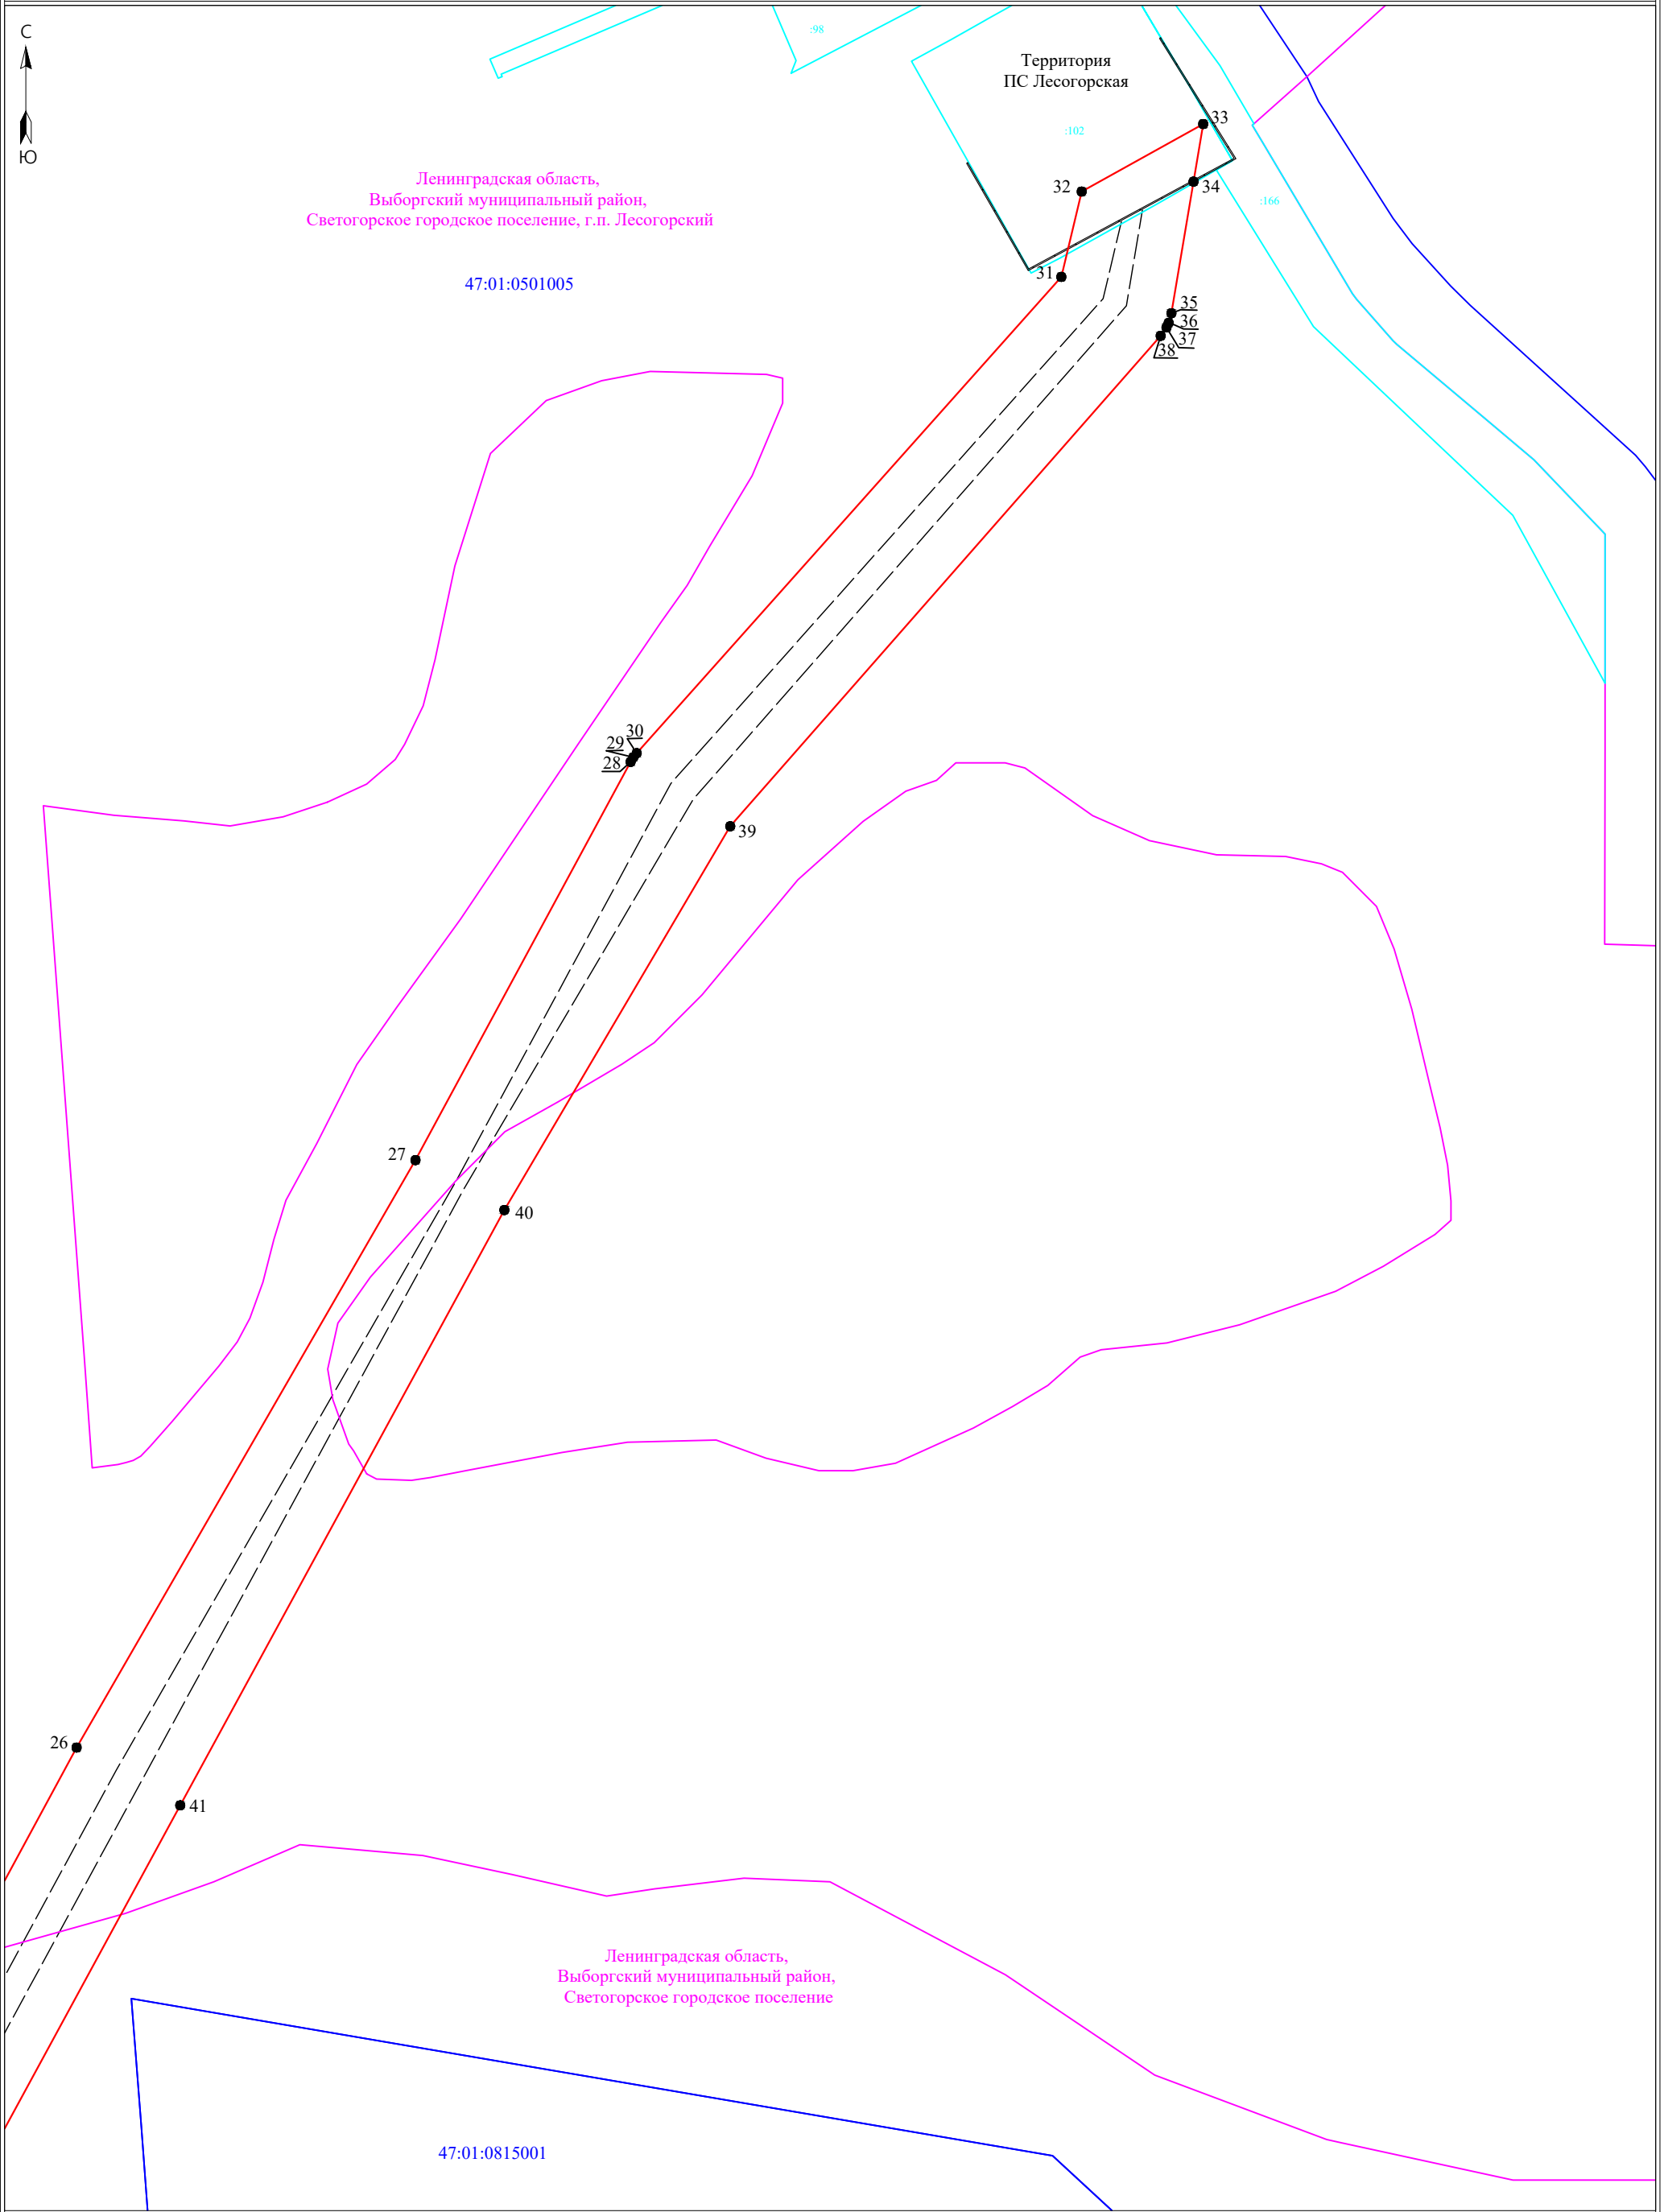 С
Ю
:98
Территория
ПС Лесогорская
:102
33
32
34
:166
31
Ленинградская область,
Выборгский муниципальный район,
Светогорское городское поселение, г.п. Лесогорский
47:01:0501005
35
36
37
38
30
29
28
39
27
40
26
41
Ленинградская область,
Выборгский муниципальный район,
Светогорское городское поселение
47:01:0815001